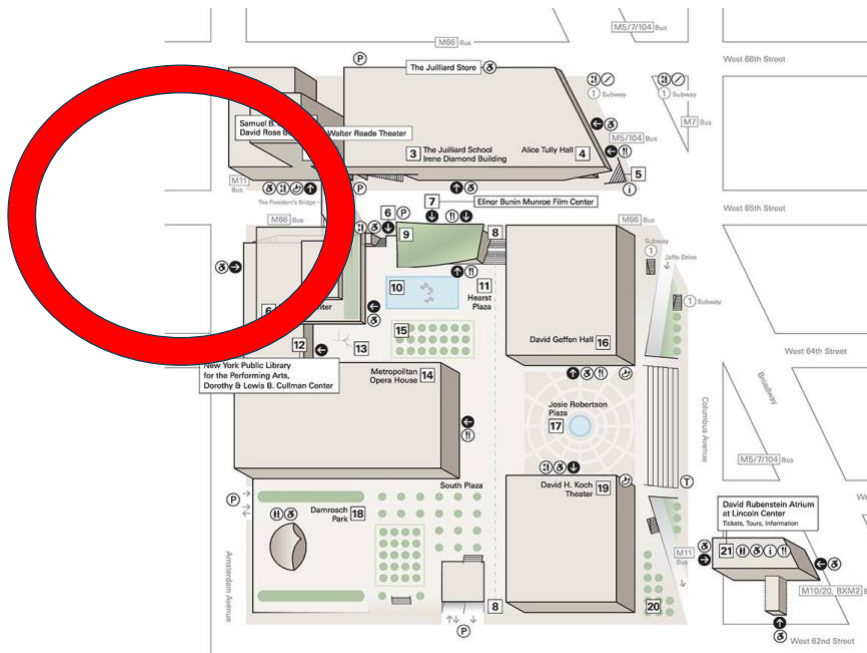 M5/7/104 Bus
M66 Bus
P
West 66th Street
The Juilliard School
The Juilliard Store
1 Subway
1 Subway
Samuel B.
David Rose B
Walter Reade Theater
M5/104 Bus
M7 Bus
3 The Juilliard School
Irene Diamond Building
Alice Tully Hall 4
5
M11
Bus
P
i
The President's Bridge
7 Elinor Bunin Munroe Film Center
West 65th Street
M66 Bus
6 P
8
M66 Bus
9
Subway
1
Jaffe Drive
10
11
Hearst
Plaza
1 Subway
6
12
13
15
David Geffen Hall 16
West 64th Street
New York Public Library
for the Performing Arts,
Dorothy & Lewis B. Cullman Center
Metropolitan
Opera House 14
Josie Robertson
Plaza
17
Columbus Avenue
Broadway
M5/7/104 Bus
South Plaza
David H. Koch
Theater 19
T
P
Damrosch
Park 18
David Rubenstein Atrium
at Lincoln Center
Tickets, Tours, Information
21 i
Amsterdam Avenue
M11
Bus
M10/20, BXM2
8
20
P
West 62nd Street